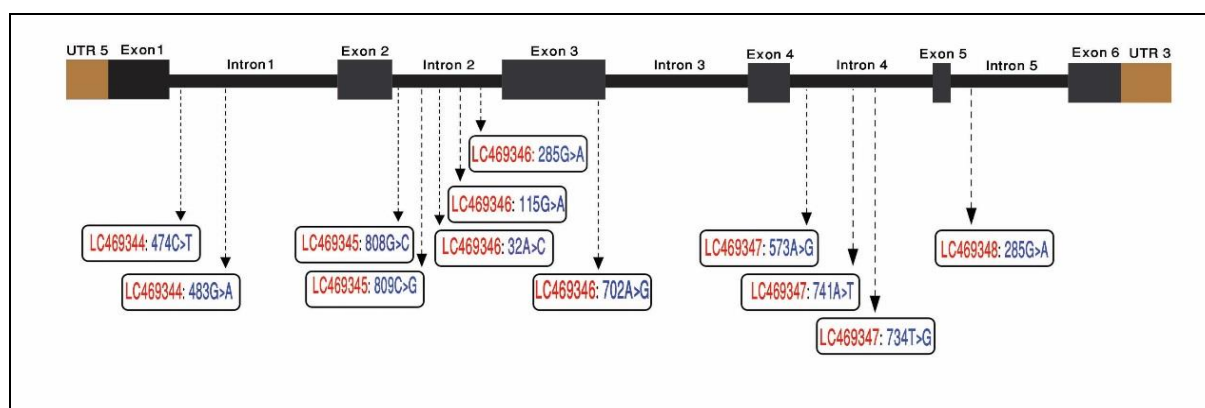 UTR 5 Exon1 Intron1 Exon 2 Intron 2 Exon 3 Intron 3 Exon 4 Intron 4 Exon 5 Intron 5 Exon 6 UTR 3
LC469346: 285G>A
LC469346: 115G>A
LC469344: 474C>T
LC469345: 808G>C
LC469346: 32A>C
LC469347: 573A>G
LC469348: 285G>A
LC469344: 483G>A
LC469345: 809C>G
LC469346: 702A>G
LC469347: 741A>T
LC469347: 734T>G